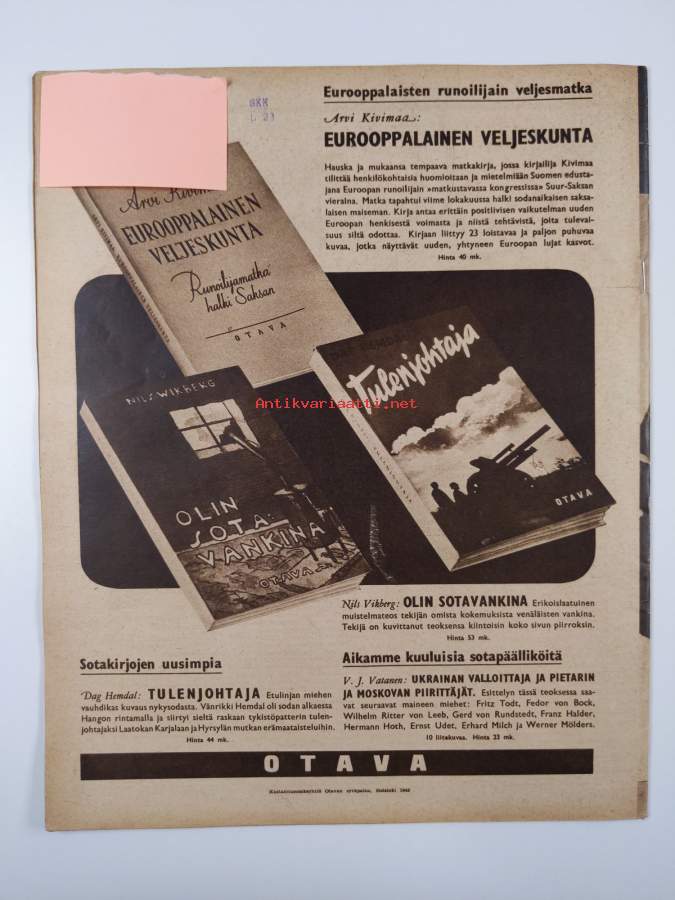 Eurooppalaisten runoilijain veljesmatka
Arvi Kivimaa:
EUROOPPALAINEN VELJESKUNTA
Hauska ja mukaansa tempaava matkakirja, jossa kirjailija Kivimaa
tilittää henkilökohtaisia huomioitaan ja mietelmiään Suomen edusta-
jana Euroopan runoilijain »matkustavassa kongressissa» Suur-Saksan
vieraina. Matka tapahtui viime lokakuussa halki sodanaikaisen saksa-
laisen maiseman. Kirja antaa erittäin positiivisen vaikutelman uuden
Euroopan henkisestä voimasta ja niistä tehtävistä, joita tulevai-
suus siltä odottaa. Kirjaan liittyy 23 loistavaa ja paljon puhuvaa
kuvaa, jotka näyttävät uuden, yhtyneen Euroopan lujat kasvot.
Hinta 40 mk.
Arvi Kivim
EUROOPPALAINEN
VELJESKUNTA
Runoilijamatka
halki Saksan
OTAVA
Tulenjohtaja
OTAVA
NILS WIKBERG
OLIN
SOTA-
VANKINA
OTAVA
Antikvariaatti.net
Nils Vikberg: OLIN SOTAVANKINA Erikoislaatuinen
muistelmateos tekijän omista kokemuksista venäläisten vankina.
Tekijä on kuvittanut teoksensa kiintoisin koko sivun piirroksin.
Hinta 53 mk.
Sotakirjojen uusimpia
Dag Hemdal: TULENJOHTAJA Etulinjan miehen
vauhdikas kuvaus nykysodasta. Vänrikki Hemdal oli sodan alkaessa
Hangon rintamalla ja siirtyi sieltä raskaan tykistöpatterin tulen-
johtajaksi Laatokan Karjalaan ja Hyrsylän mutkan erämaataisteluihin.
Hinta 44 mk.
Aikamme kuuluisia sotapäälliköitä
V. J. Vatanen: UKRAINAN VALLOITTAJA JA PIETARIN
JA MOSKOVAN PIIRITTÄJÄT. Esittelyn tässä teoksessa saa-
vat seuraavat maineen miehet: Fritz Todt, Fedor von Bock,
Wilhelm Ritter von Leeb, Gerd von Rundstedt, Franz Halder,
Hermann Hoth, Ernst Udet, Erhard Milch ja Werner Mölders.
10 liitekuvaa. Hinta 33 mk.
OTAVA
Kustannusosakeyhtiö Otavan syväpaino, Helsinki 1942